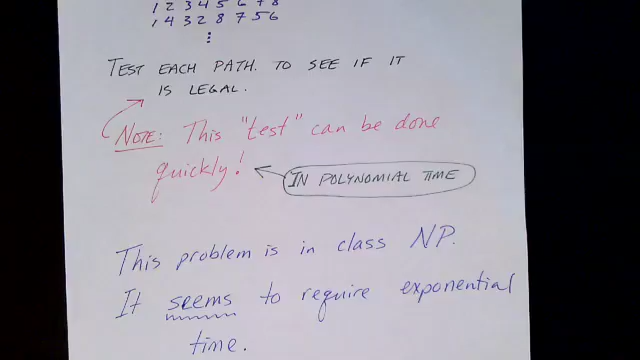 1 2 3 4 5 6 7 8
1 4 3 2 8 7 5 6
⋮
TEST EACH PATH. TO SEE IF IT
IS LEGAL.
NOTE: This "test" can be done
quickly!
IN POLYNOMIAL TIME
This problem is in class NP.
It seems to require exponential
time.